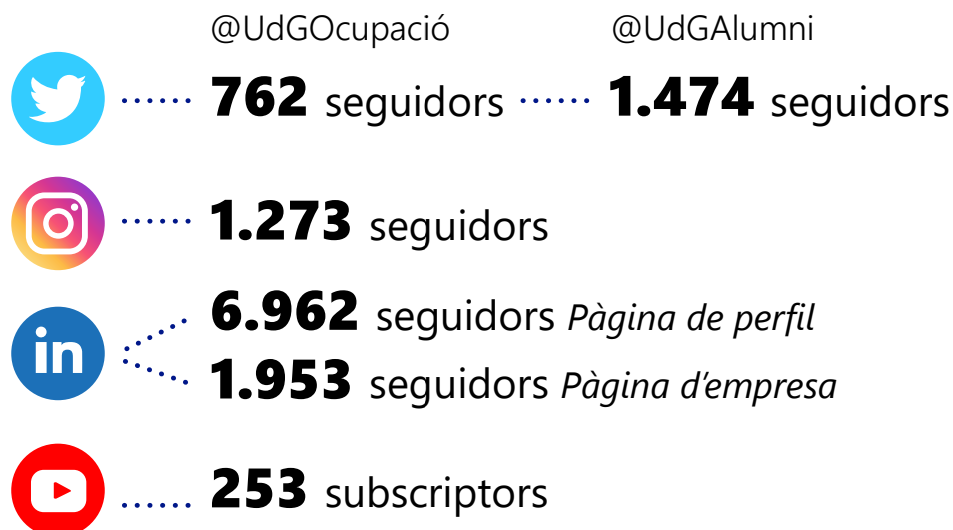 @UdGOcupació @UdGAlumni
762 seguidors 1.474 seguidors
1.273 seguidors
6.962 seguidors Pàgina de perfil
in
1.953 seguidors Pàgina d’empresa
253 subscriptors